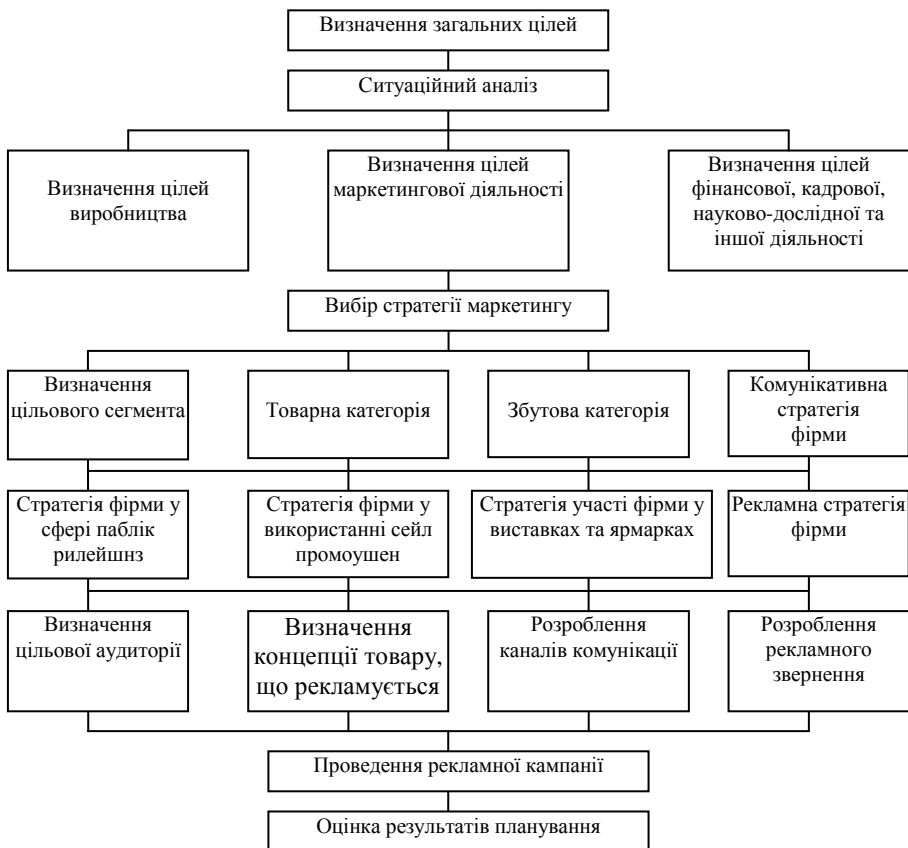 Визначення загальних цілей
Ситуаційний аналіз
Визначення цілей
виробництва
Визначення цілей
маркетингової діяльності
Визначення цілей
фінансової, кадрової,
науково-дослідної та
іншої діяльності
Вибір стратегії маркетингу
Визначення
цільового сегмента
Товарна категорія
Збутова категорія
Комунікативна
стратегія
фірми
Стратегія фірми у
сфері паблік
рилейшнз
Стратегія фірми у
використанні сейл
промоушен
Стратегія участі фірми у
виставках та ярмарках
Рекламна стратегія
фірми
Визначення
цільової аудиторії
Визначення
концепції товару,
що рекламується
Розроблення
каналів комунікації
Розроблення
рекламного
звернення
Проведення рекламної кампанії
Оцінка результатів планування